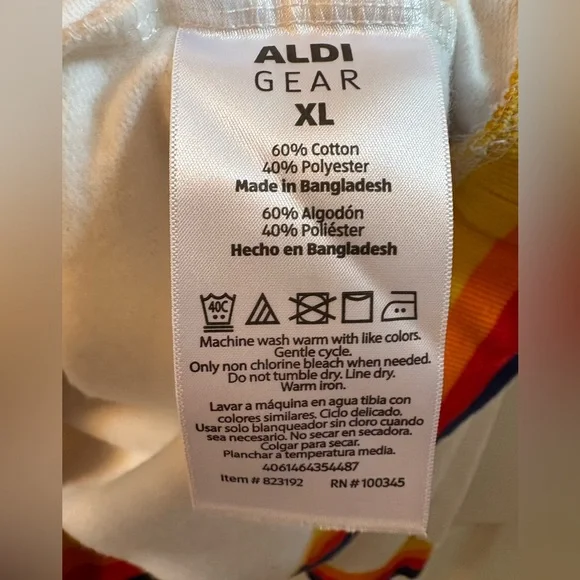 ALDI
GEAR
XL
60% Cotton
40% Polyester
Made in Bangladesh
60% Algodón
40% Poliéster
Hecho en Bangladesh
40C
Machine wash warm with like colors.
Gentle cycle.
Only non chlorine bleach when needed.
Do not tumble dry. Line dry.
Warm iron.
Lavar a máquina en agua tibia con
colores similares. Ciclo delicado.
Usar solo blanqueador sin cloro cuando
sea necesario. No secar en secadora.
Colgar para secar.
Planchar a temperatura media.
4061464354487
Item # 823192 RN # 100345